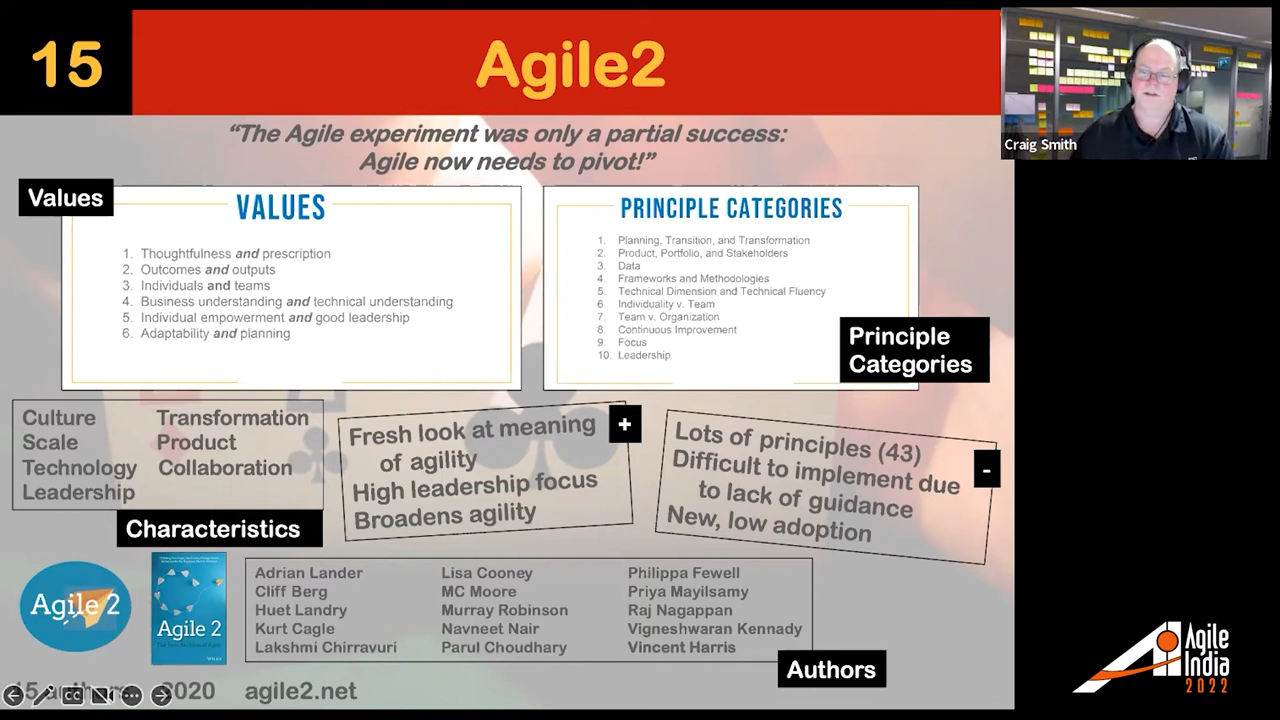 15
Agile2
Craig Smith
“The Agile experiment was only a partial success:
Agile now needs to pivot!”
Values
VALUES
1. Thoughtfulness and prescription
2. Outcomes and outputs
3. Individuals and teams
4. Business understanding and technical understanding
5. Individual empowerment and good leadership
6. Adaptability and planning
PRINCIPLE CATEGORIES
1. Planning, Transition, and Transformation
2. Product, Portfolio, and Stakeholders
3. Data
4. Frameworks and Methodologies
5. Technical Dimension and Technical Fluency
6. Individuality v. Team
7. Team v. Organization
8. Continuous Improvement
9. Focus
10. Leadership
Principle
Categories
Culture Transformation
Scale Product
Technology Collaboration
Leadership
Characteristics
+
Fresh look at meaning
of agility
High leadership focus
Broadens agility
-
Lots of principles (43)
Difficult to implement due
to lack of guidance
New, low adoption
Agile 2
Agile 2
WILEY
Adrian Lander Lisa Cooney Philippa Fewell
Cliff Berg MC Moore Priya Mayilsamy
Huet Landry Murray Robinson Raj Nagappan
Kurt Cagle Navneet Nair Vigneshwaran Kennady
Lakshmi Chirravuri Parul Choudhary Vincent Harris
Authors
15 authors 2020 agile2.net
CC
Agile
India
2022